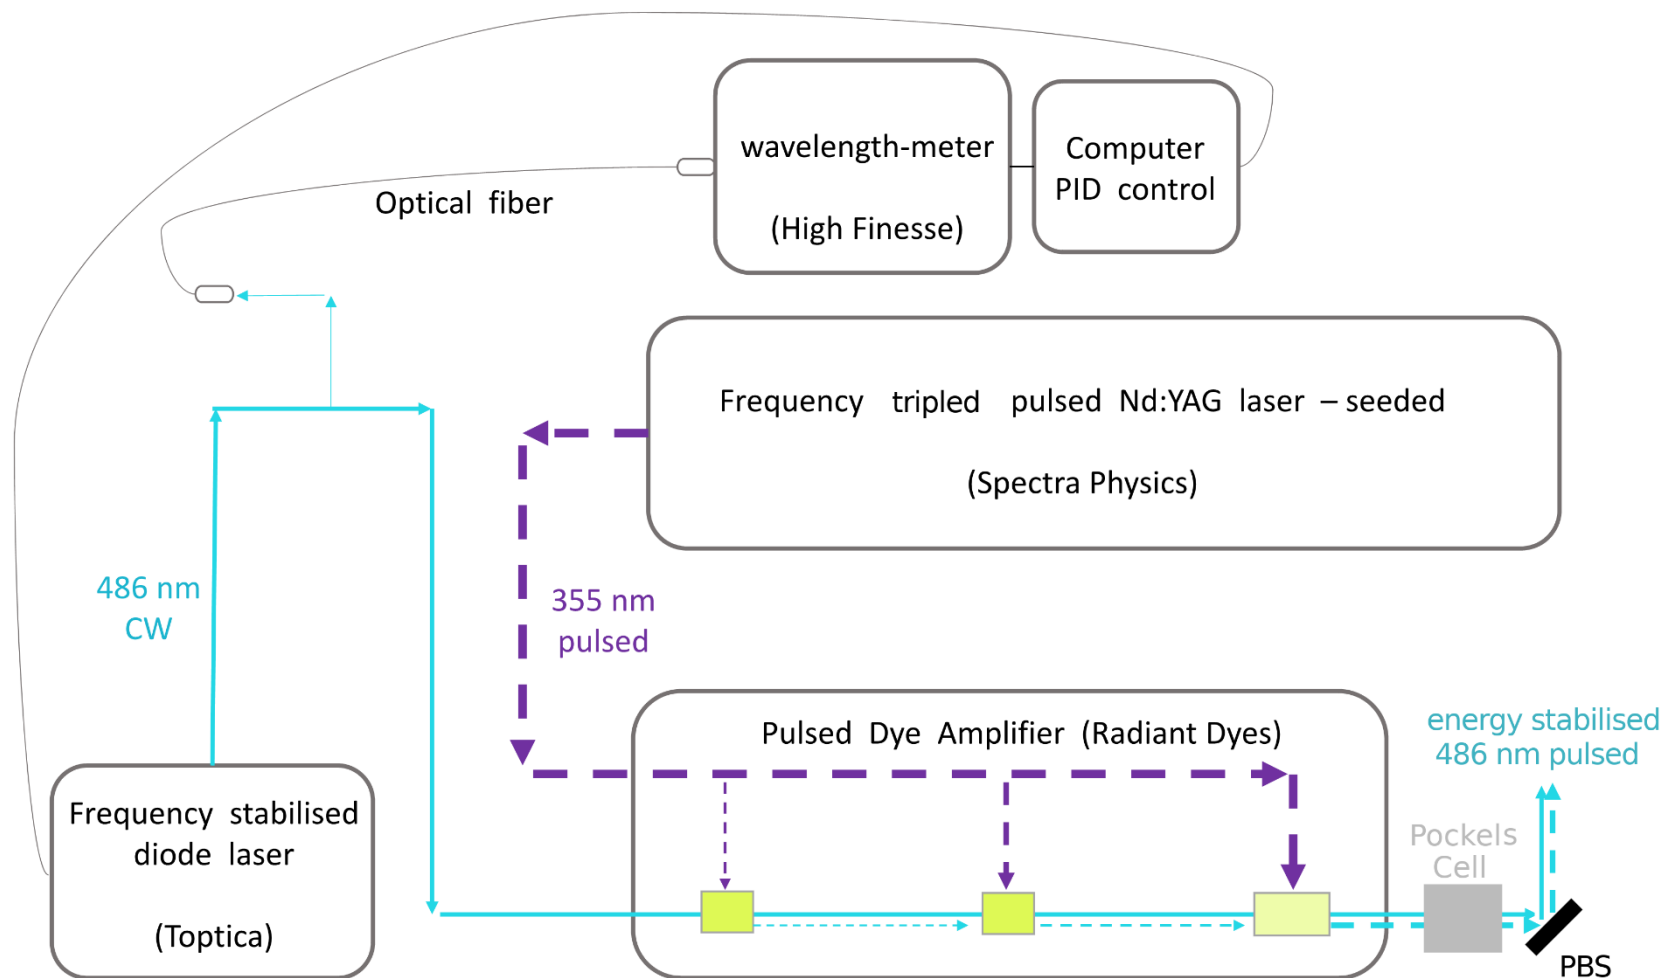 wavelength-meter
(High Finesse)
Computer
PID control
Optical fiber
Frequency tripled pulsed Nd:YAG laser – seeded
(Spectra Physics)
486 nm
CW
355 nm
pulsed
Pulsed Dye Amplifier (Radiant Dyes)
energy stabilised
486 nm pulsed
Frequency stabilised
diode laser
(Toptica)
Pockels
Cell
PBS